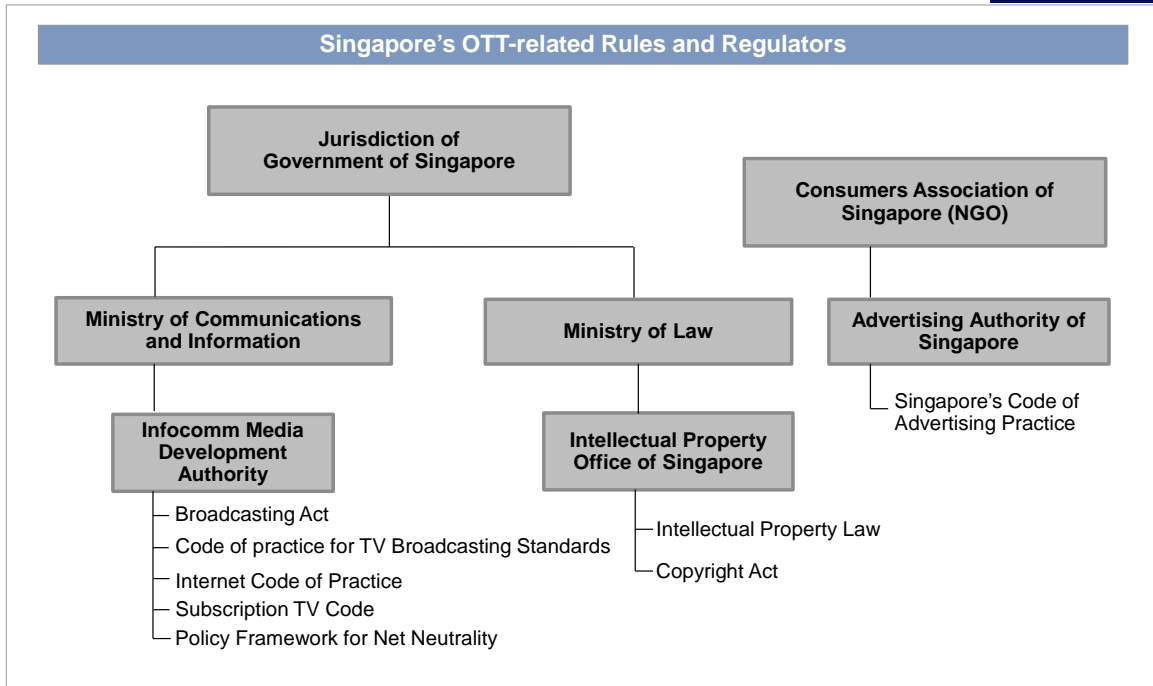 Singapore's OTT-related Rules and Regulators
Jurisdiction of
Government of Singapore
Consumers Association of
Singapore (NGO)
Ministry of Communications
and Information
Ministry of Law
Advertising Authority of
Singapore
Singapore's Code of
Advertising Practice
Infocomm Media
Development
Authority
Intellectual Property
Office of Singapore
Broadcasting Act
Code of practice for TV Broadcasting Standards
Internet Code of Practice
Subscription TV Code
Policy Framework for Net Neutrality
Intellectual Property Law
Copyright Act